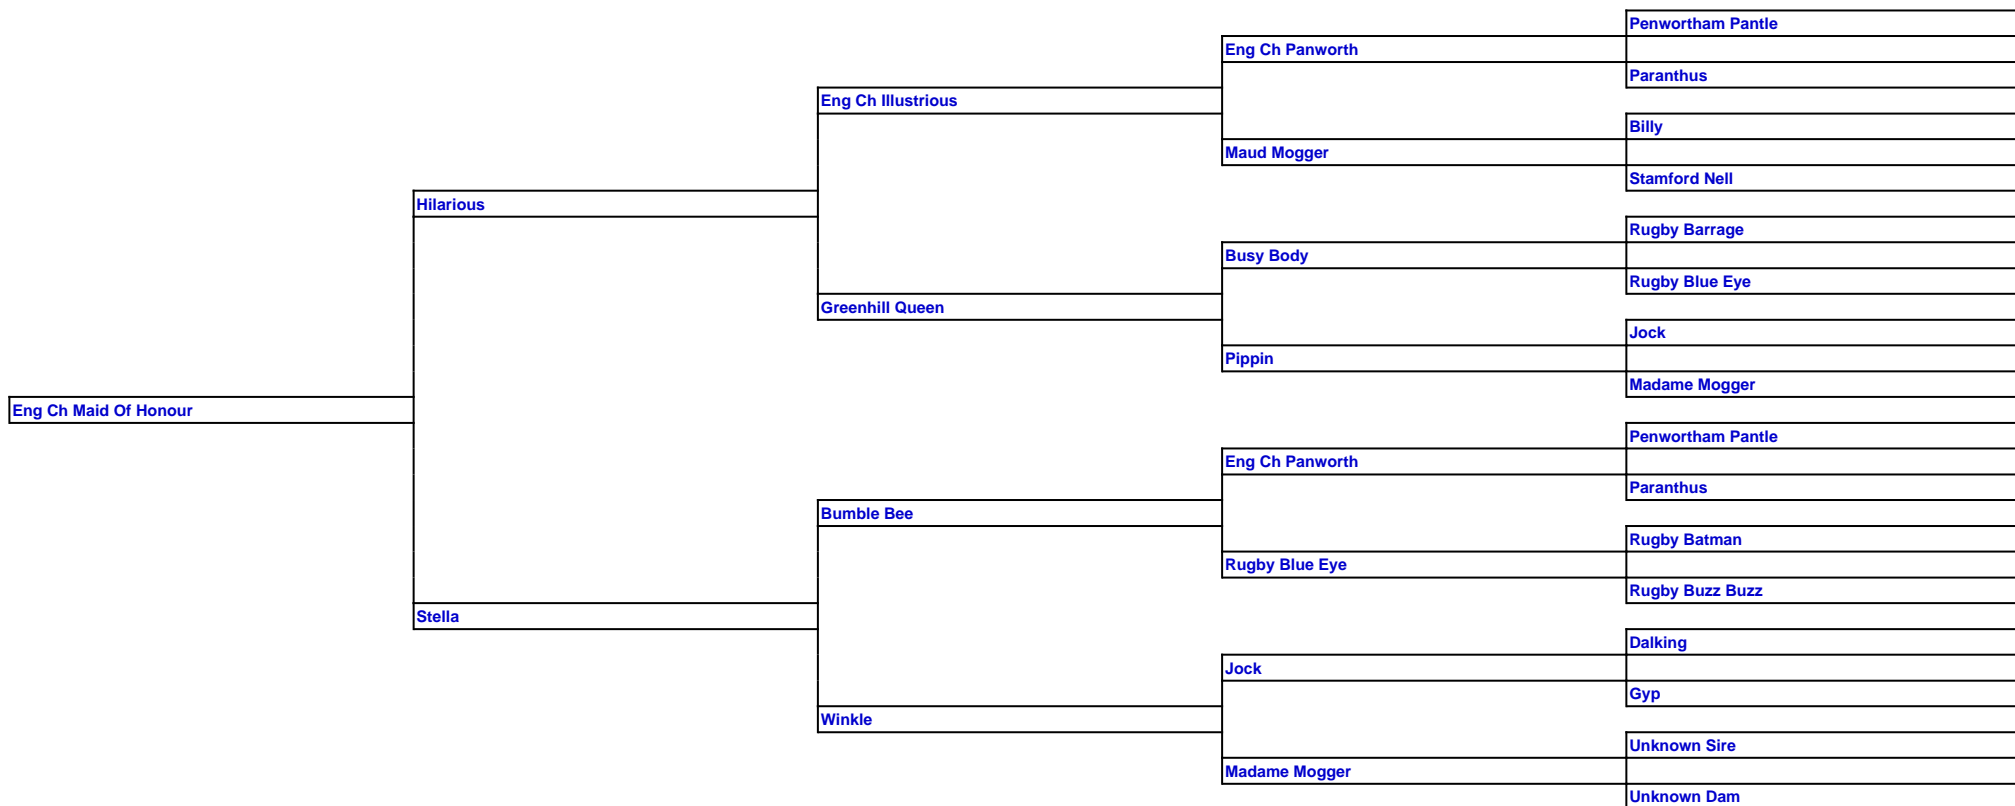 Penwortham Pantle
Eng Ch Panworth
Paranthus
Eng Ch Illustrious
Billy
Maud Mogger
Stamford Nell
Hilarious
Rugby Barrage
Busy Body
Rugby Blue Eye
Greenhill Queen
Jock
Pippin
Madame Mogger
Eng Ch Maid Of Honour
Penwortham Pantle
Eng Ch Panworth
Paranthus
Bumble Bee
Rugby Batman
Rugby Blue Eye
Rugby Buzz Buzz
Stella
Dalking
Jock
Gyp
Winkle
Unknown Sire
Madame Mogger
Unknown Dam